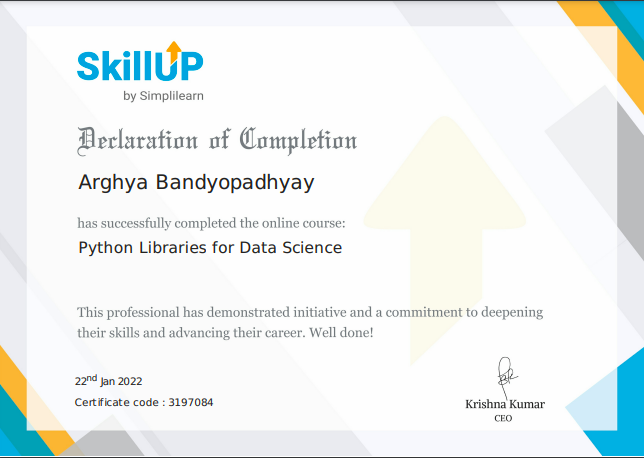 SkillUP
by Simplilearn
Declaration of Completion
Arghya Bandyopadhyay
has successfully completed the online course:
Python Libraries for Data Science
This professional has demonstrated initiative and a commitment to deepening
their skills and advancing their career. Well done!
22nd Jan 2022
Certificate code : 3197084
Krishna Kumar
CEO